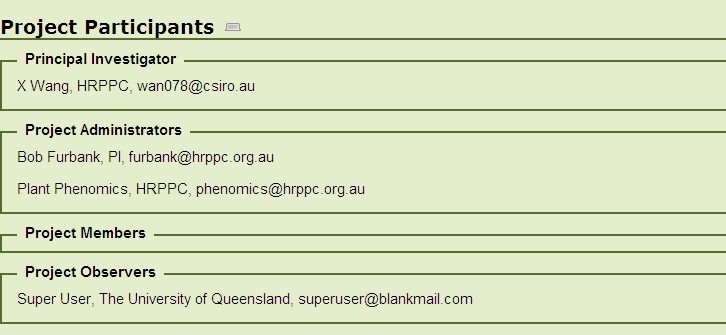 Project Participants
Principal Investigator
X Wang, HRPPC, wan078@csiro.au
Project Administrators
Bob Furbank, PI, furbank@hrppc.org.au
Plant Phenomics, HRPPC, phenomics@hrppc.org.au
Project Members
Project Observers
Super User, The University of Queensland, superuser@blankmail.com